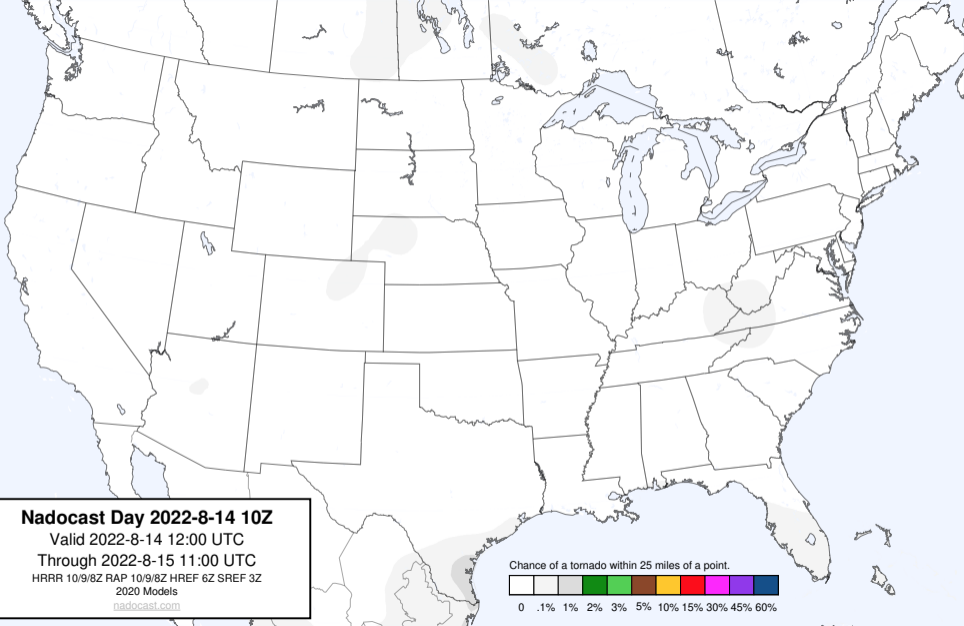 Nadocast Day 2022-8-14 10Z
Valid 2022-8-14 12:00 UTC
Through 2022-8-15 11:00 UTC
HRRR 10/9/8Z RAP 10/9/8Z HREF 6Z SREF 3Z
2020 Models
nadocast.com
Chance of a tornado within 25 miles of a point.
0 .1% 1% 2% 3% 5% 10% 15% 30% 45% 60%